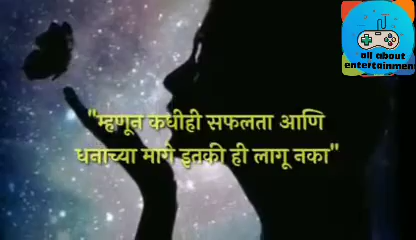 all about
entertainment
"म्हणून कधीही सफलता आणि
धनाच्या मागे इतकी ही लागू नका"